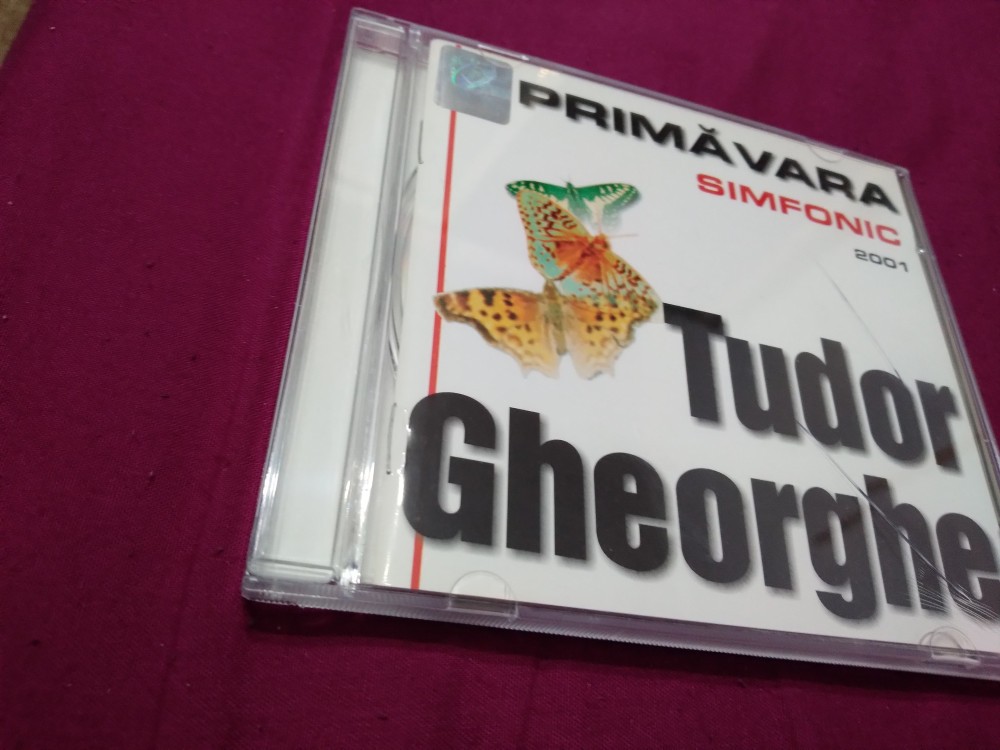 PRIMĂVARA
SIMFONIC
2001
Tudor
Gheorghe